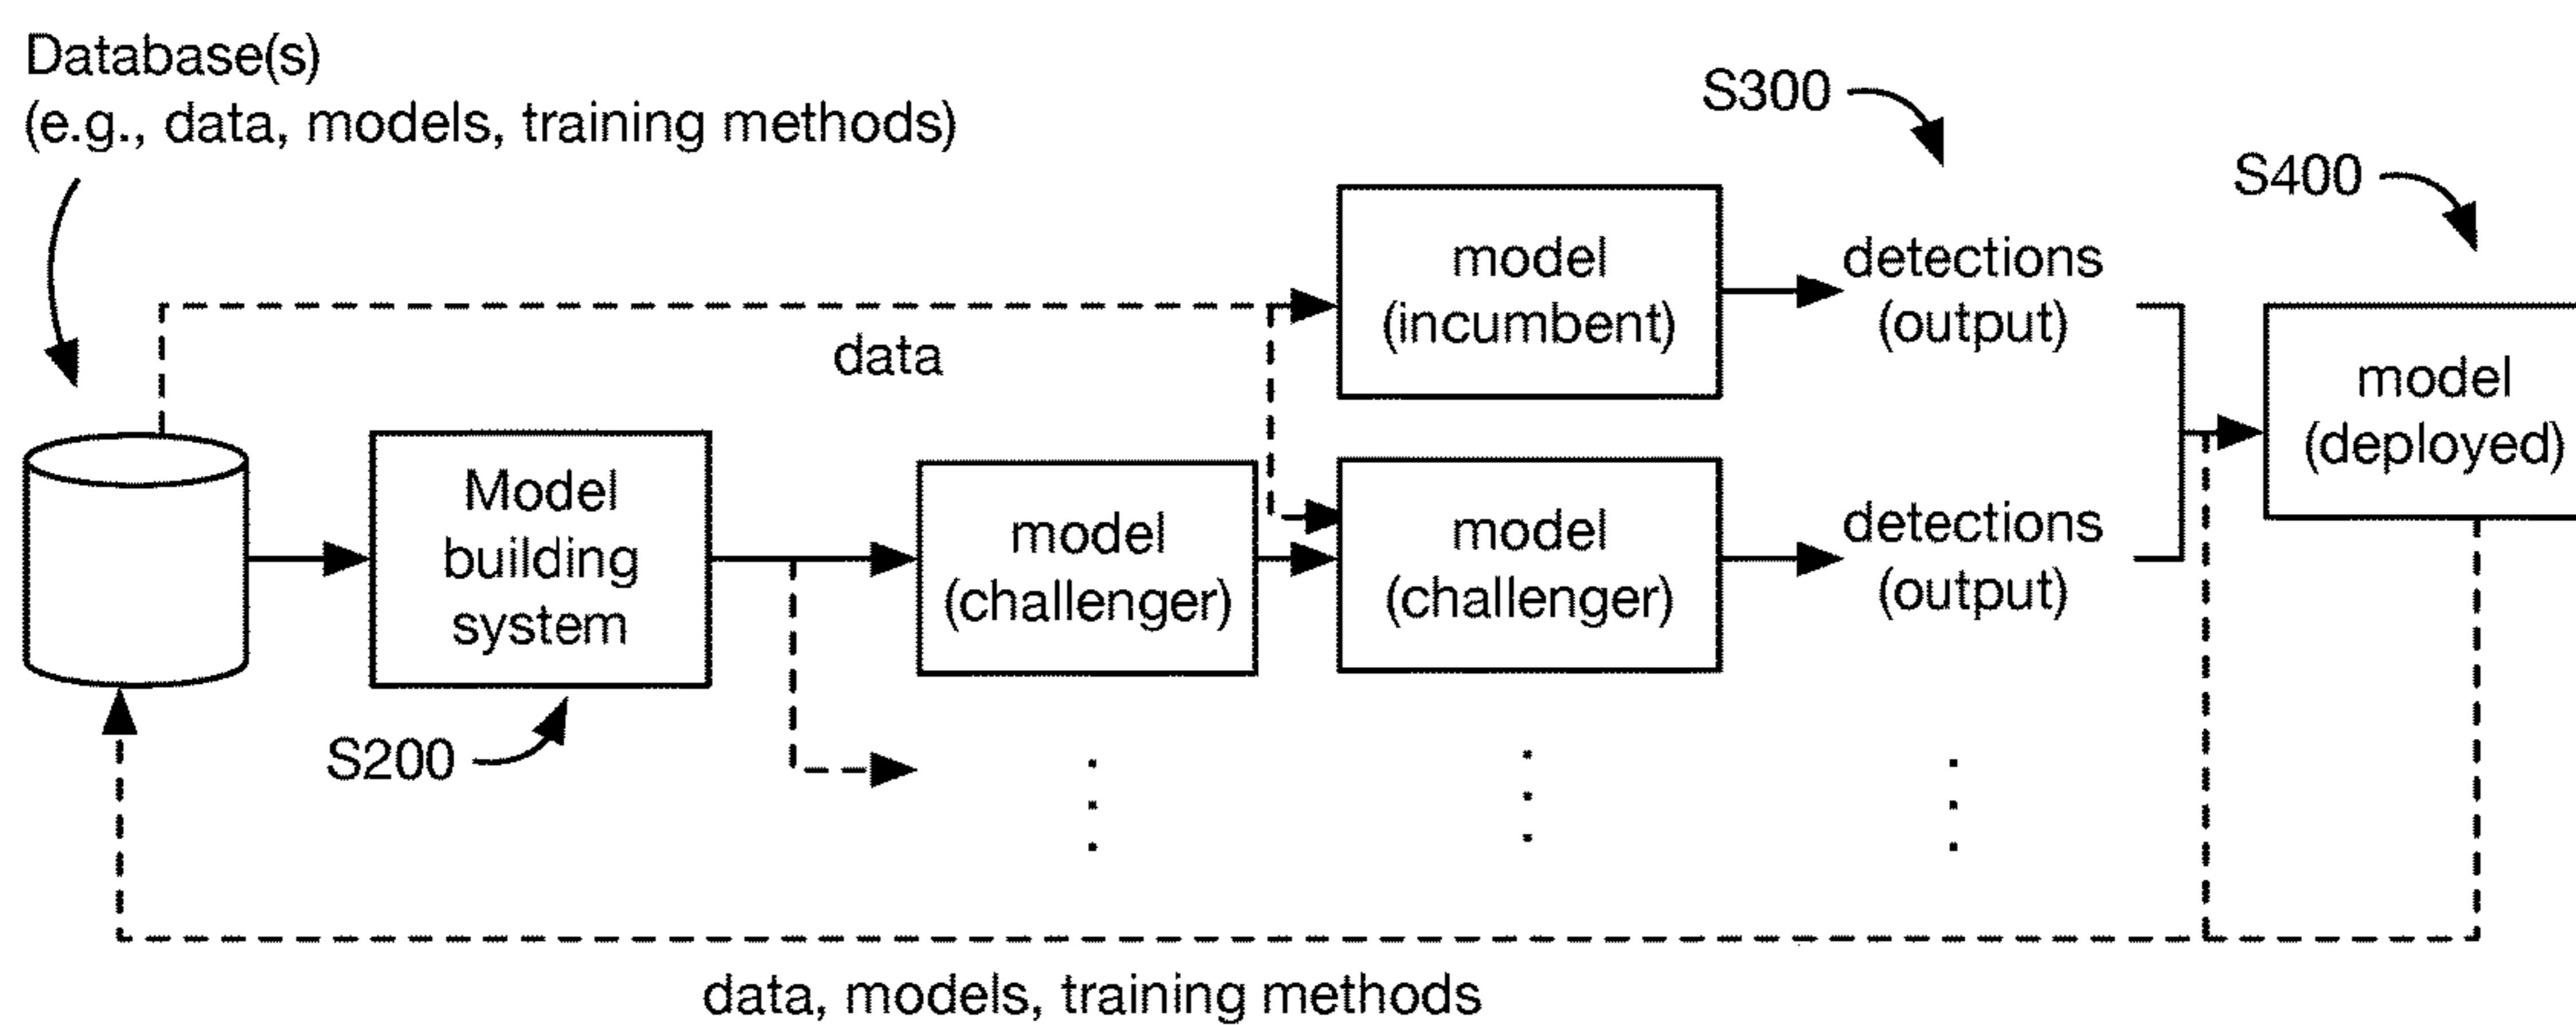 Database(s)
(e.g., data, models, training methods)
S300
S400
model
(incumbent)
detections
(output)
data
model
(deployed)
Model
building
system
model
(challenger)
model
(challenger)
detections
(output)
S200
data, models, training methods